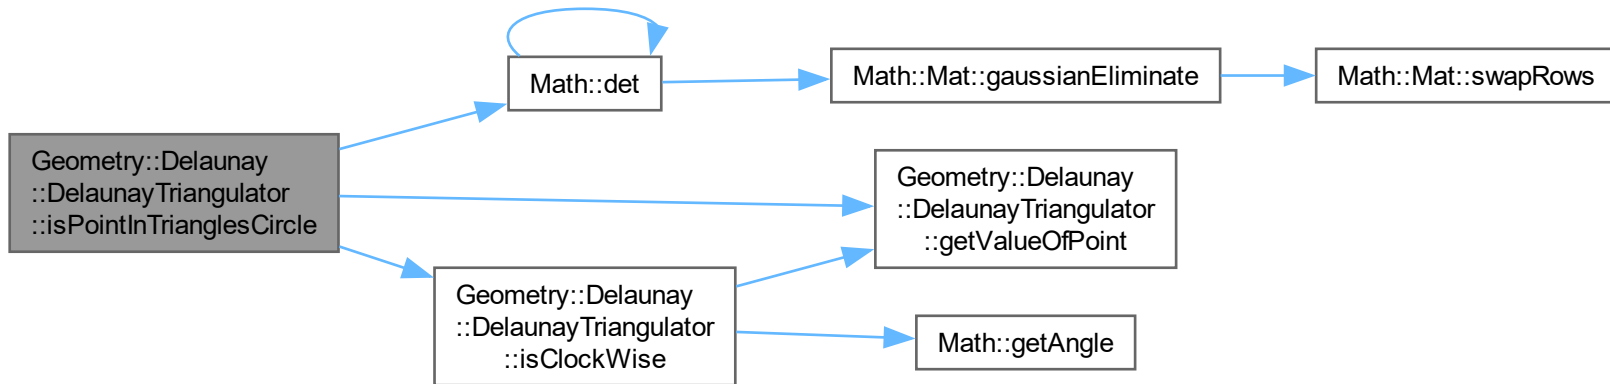 Math::det
Math::Mat::gaussianEliminate
Math::Mat::swapRows
Geometry::Delaunay
::DelaunayTriangulator
::isPointInTrianglesCircle
Geometry::Delaunay
::DelaunayTriangulator
::getValueOfPoint
Geometry::Delaunay
::DelaunayTriangulator
::isClockWise
Math::getAngle